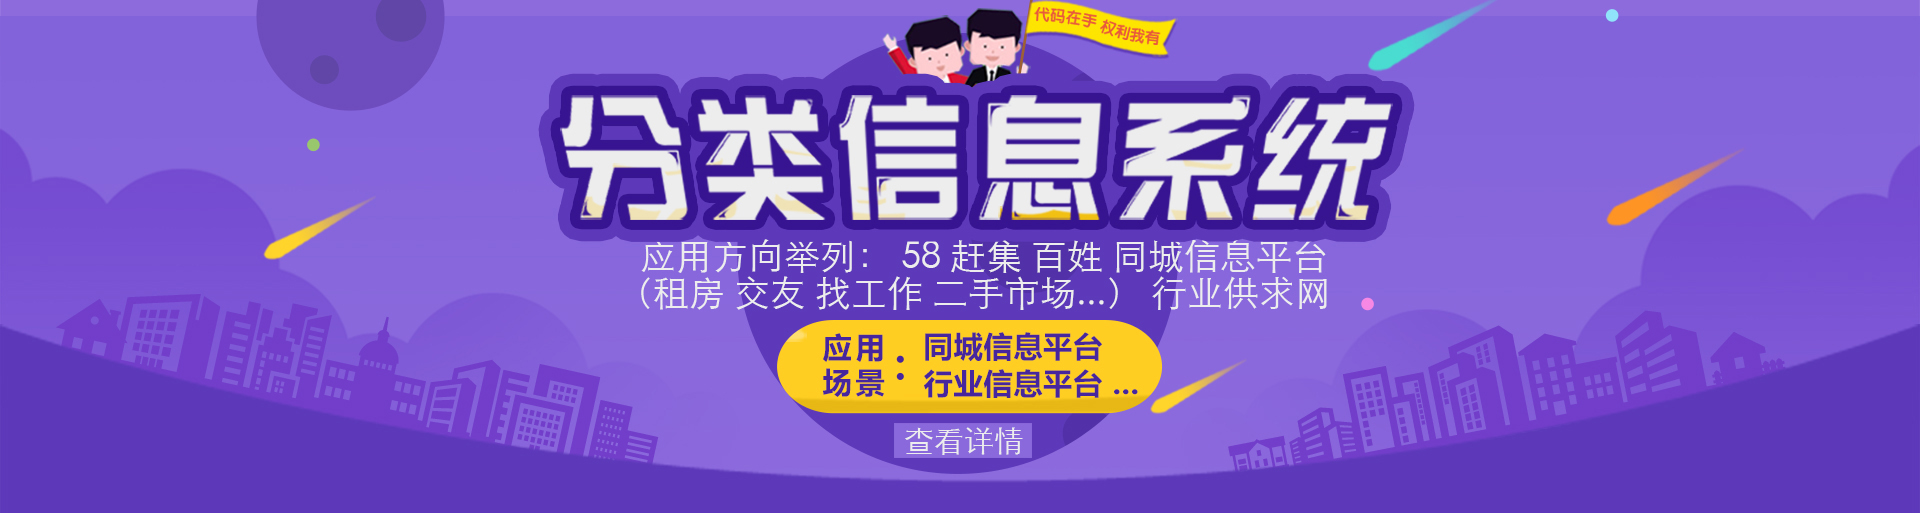 代码在手 权利我有
分类信息系统
应用方向举列： 58 赶集 百姓 同城信息平台
（租房 交友 找工作 二手市场...） 行业供求网
应用场景：
同城信息平台
行业信息平台 ...
查看详情